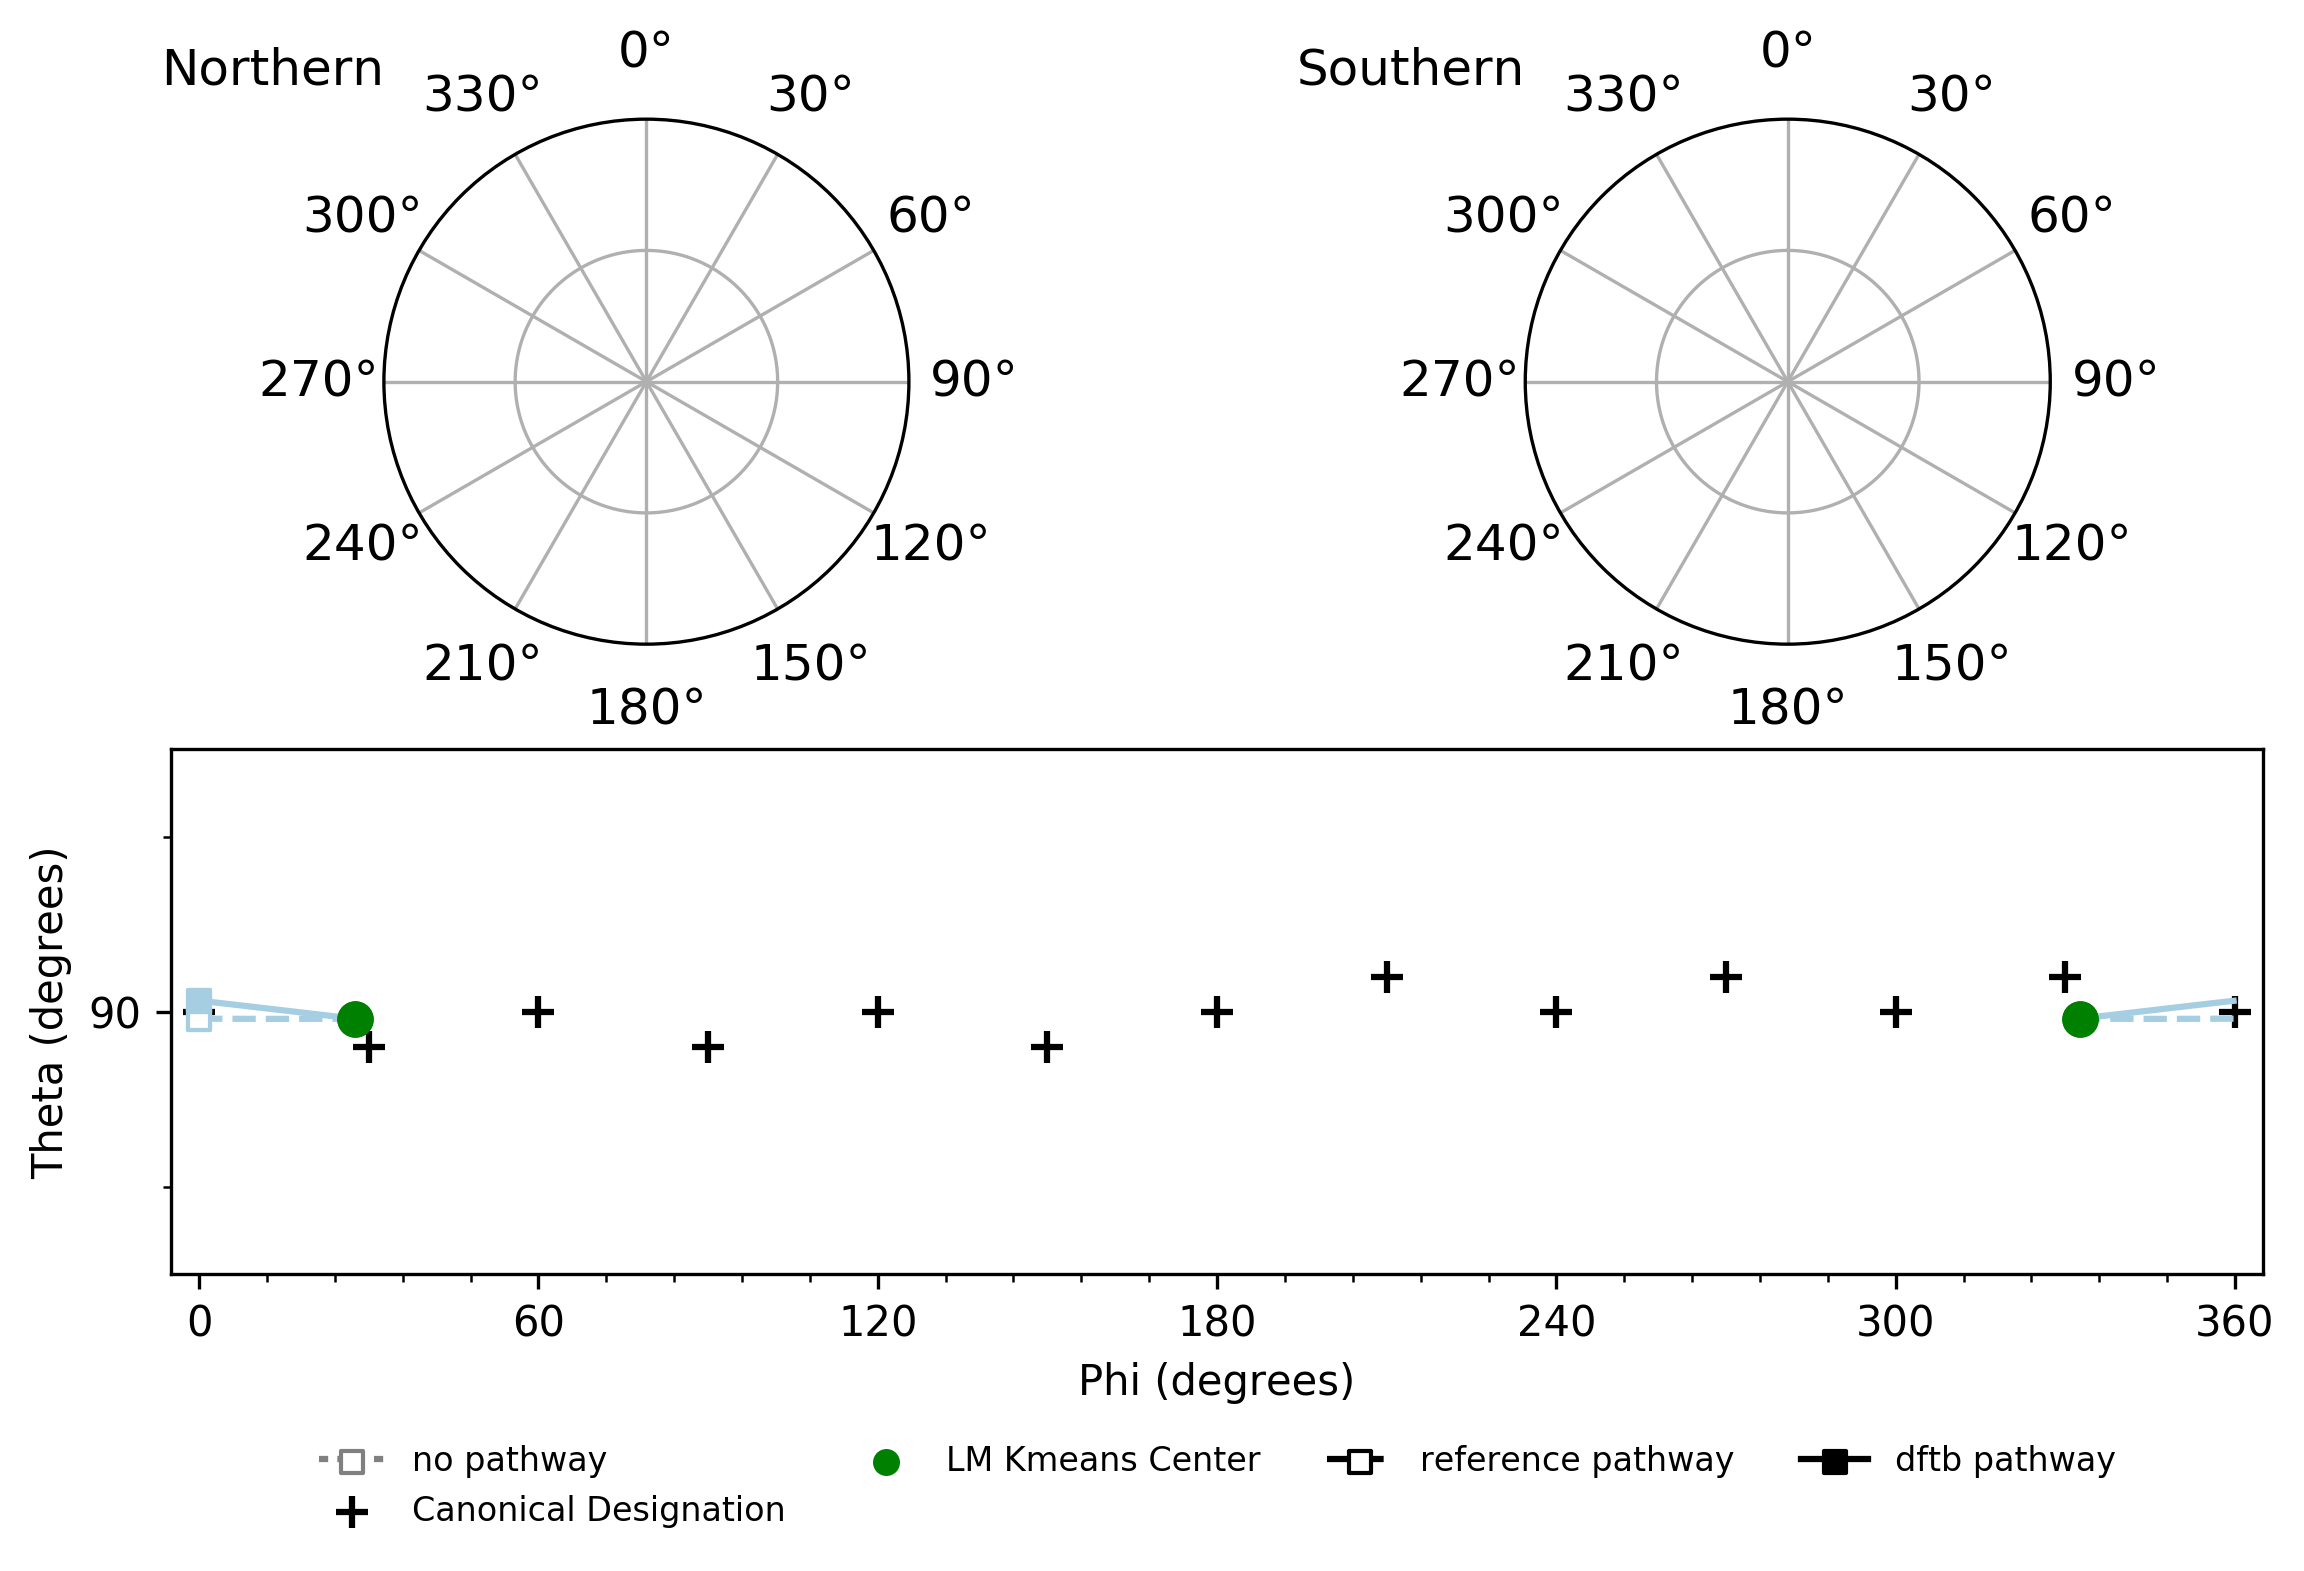 Northern
0°
330°
30°
300°
60°
270°
90°
240°
120°
210°
150°
180°
Southern
0°
330°
30°
300°
60°
270°
90°
240°
120°
210°
150°
180°
Theta (degrees)
90
0 60 120 180 240 300 360
Phi (degrees)
no pathway
Canonical Designation
LM Kmeans Center
reference pathway
dftb pathway